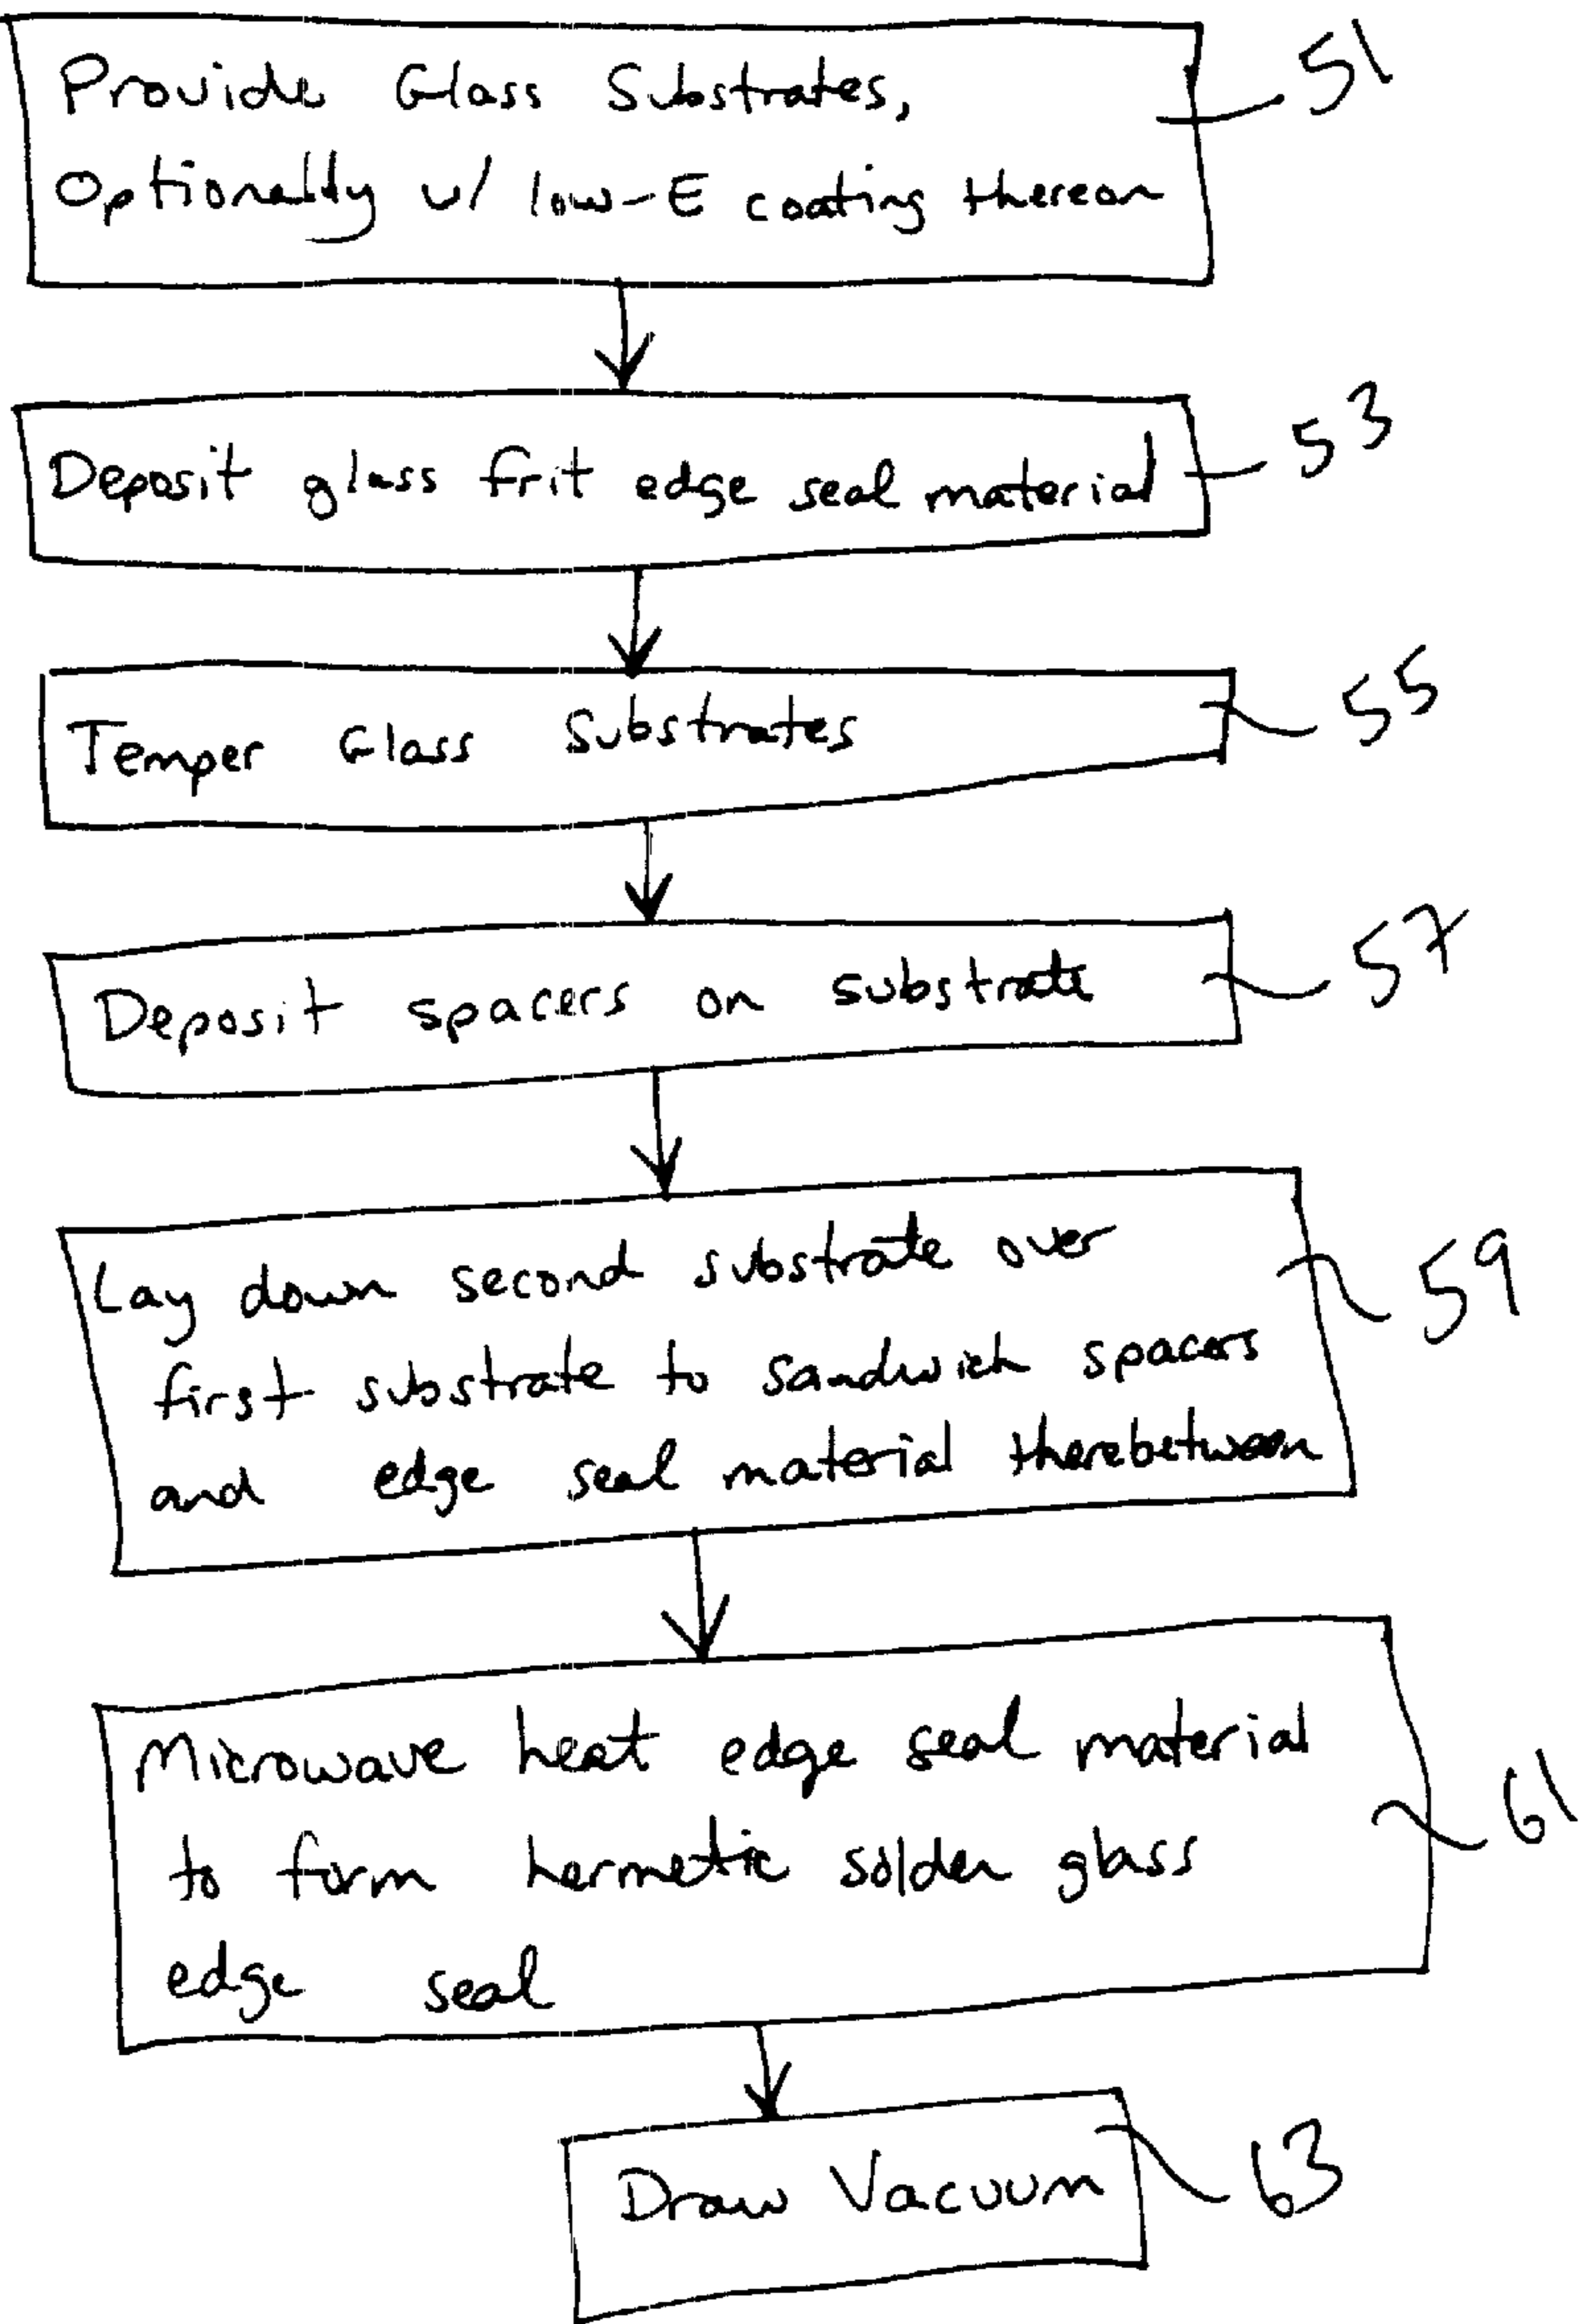 Provide Glass Substrates,
51
Optionally w/ low-E coating thereon
Deposit glass frit edge seal material
53
Temper Glass Substrates
55
Deposit spacers on substrate
57
Lay down second substrate over
59
first substrate to sandwich spacers
and edge seal material therebetween
Microwave heat edge seal material
61
to form hermetic solder glass
edge seal
Draw Vacuum
63